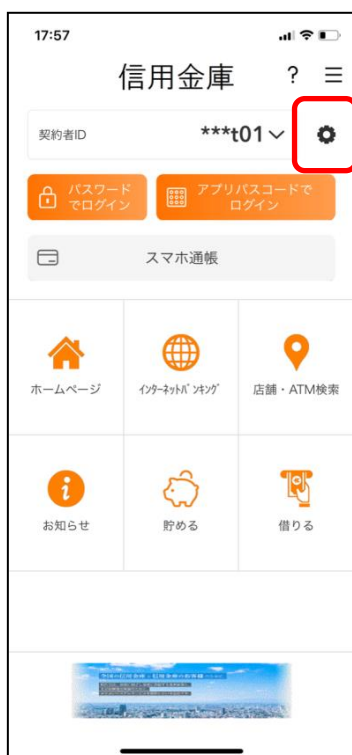 17:57
信用金庫 ? ☰
契約者ID ***t01
パスワード
でログイン
アプリパスコードで
ログイン
スマホ通帳
ホームページ
インターネットバンキング
店舗・ATM検索
お知らせ
貯める
借りる